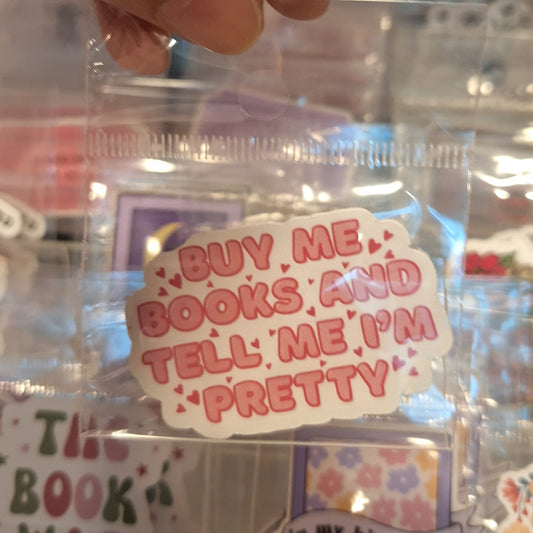 BUY ME
BOOKS AND
TELL ME I'M
PRETTY
THE
BOOK